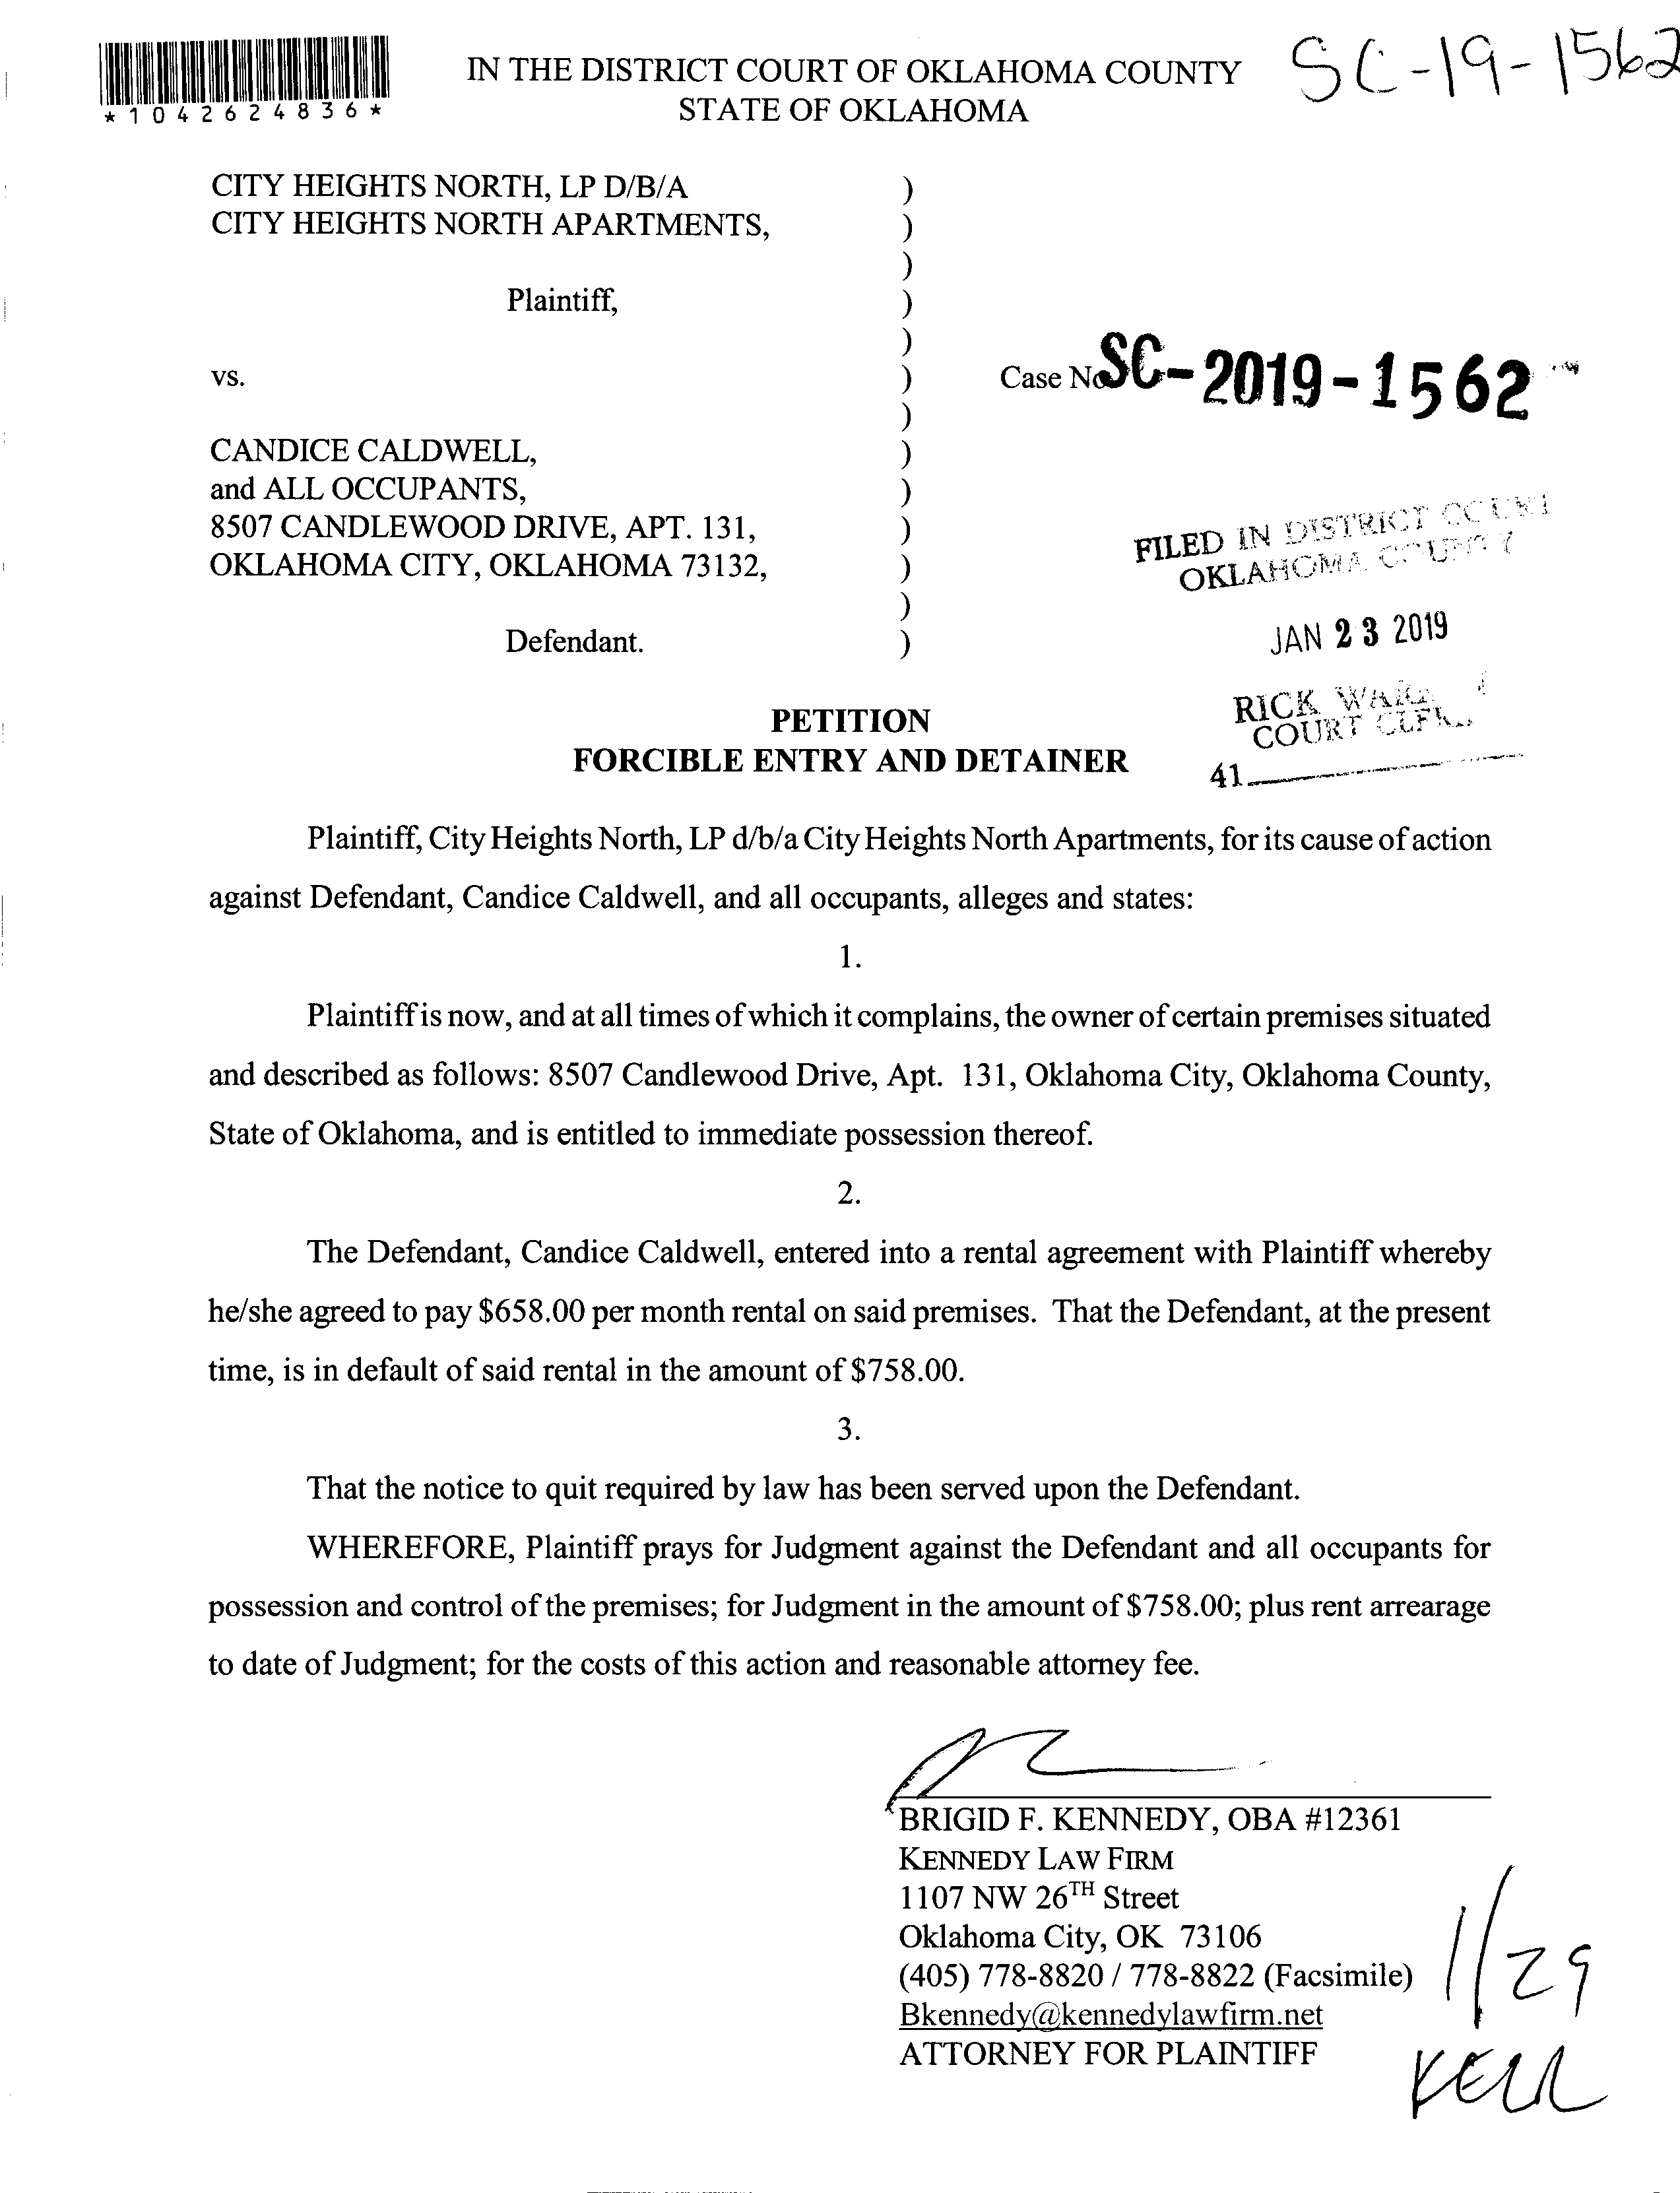 *1042624836*
IN THE DISTRICT COURT OF OKLAHOMA COUNTY
STATE OF OKLAHOMA
SC-19-1562
CITY HEIGHTS NORTH, LP D/B/A )
CITY HEIGHTS NORTH APARTMENTS, )
)
Plaintiff, )
)
vs. )
Case No SC-2019-1562
)
CANDICE CALDWELL, )
and ALL OCCUPANTS, )
8507 CANDLEWOOD DRIVE, APT. 131, )
OKLAHOMA CITY, OKLAHOMA 73132, )
)
Defendant. )
FILED IN DISTRICT COURT
OKLAHOMA COUNTY
JAN 23 2019
RICK
COURT CLERK
41
PETITION
FORCIBLE ENTRY AND DETAINER
Plaintiff, City Heights North, LP d/b/a City Heights North Apartments, for its cause of action
against Defendant, Candice Caldwell, and all occupants, alleges and states:
1.
Plaintiff is now, and at all times of which it complains, the owner of certain premises situated
and described as follows: 8507 Candlewood Drive, Apt. 131, Oklahoma City, Oklahoma County,
State of Oklahoma, and is entitled to immediate possession thereof.
2.
The Defendant, Candice Caldwell, entered into a rental agreement with Plaintiff whereby
he/she agreed to pay $658.00 per month rental on said premises. That the Defendant, at the present
time, is in default of said rental in the amount of $758.00.
3.
That the notice to quit required by law has been served upon the Defendant.
WHEREFORE, Plaintiff prays for Judgment against the Defendant and all occupants for
possession and control of the premises; for Judgment in the amount of $758.00; plus rent arrearage
to date of Judgment; for the costs of this action and reasonable attorney fee.
BRIGID F. KENNEDY, OBA #12361
KENNEDY LAW FIRM
1107 NW 26TH Street
Oklahoma City, OK 73106
(405) 778-8820 / 778-8822 (Facsimile)
Bkennedy@kennedylawfirm.net
ATTORNEY FOR PLAINTIFF
1/29